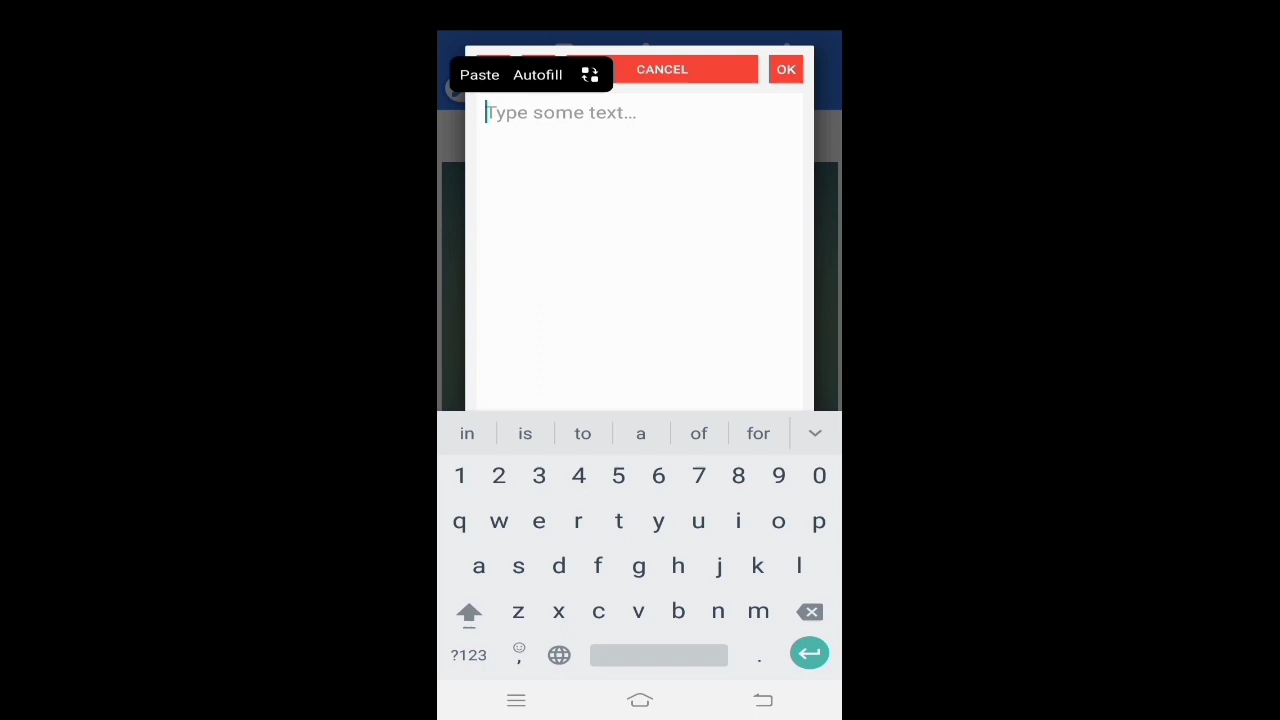 Paste Autofill CANCEL OK
Type some text...
in is to a of for
1 2 3 4 5 6 7 8 9 0
q w e r t y u i o p
a s d f g h j k l
z x c v b n m
?123 , .